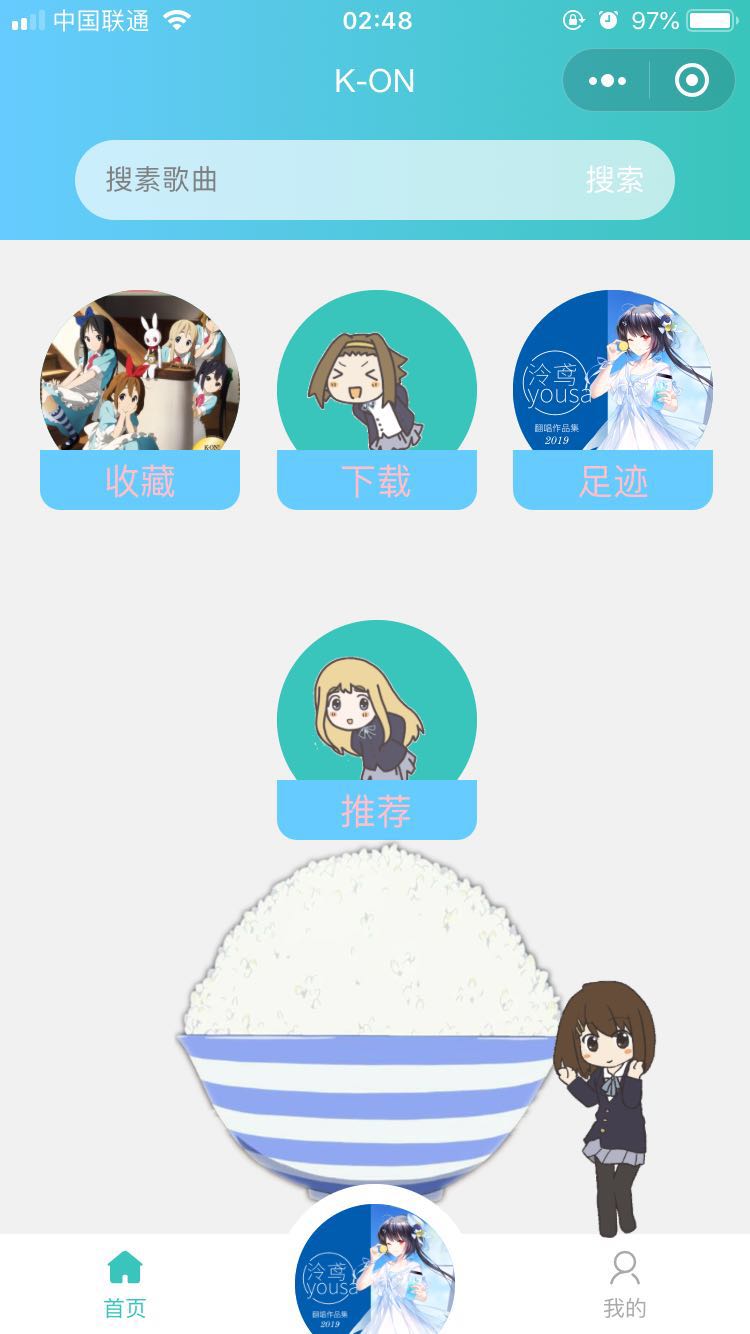 中国联通 02:48 97%
K-ON
搜素歌曲 搜索
泠鸢
yousa
翻唱作品集
2019
收藏 下载 足迹
推荐
泠鸢
yousa
翻唱作品集
2019
首页 我的